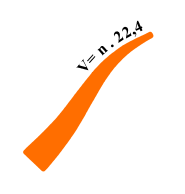 V= n . 22,4